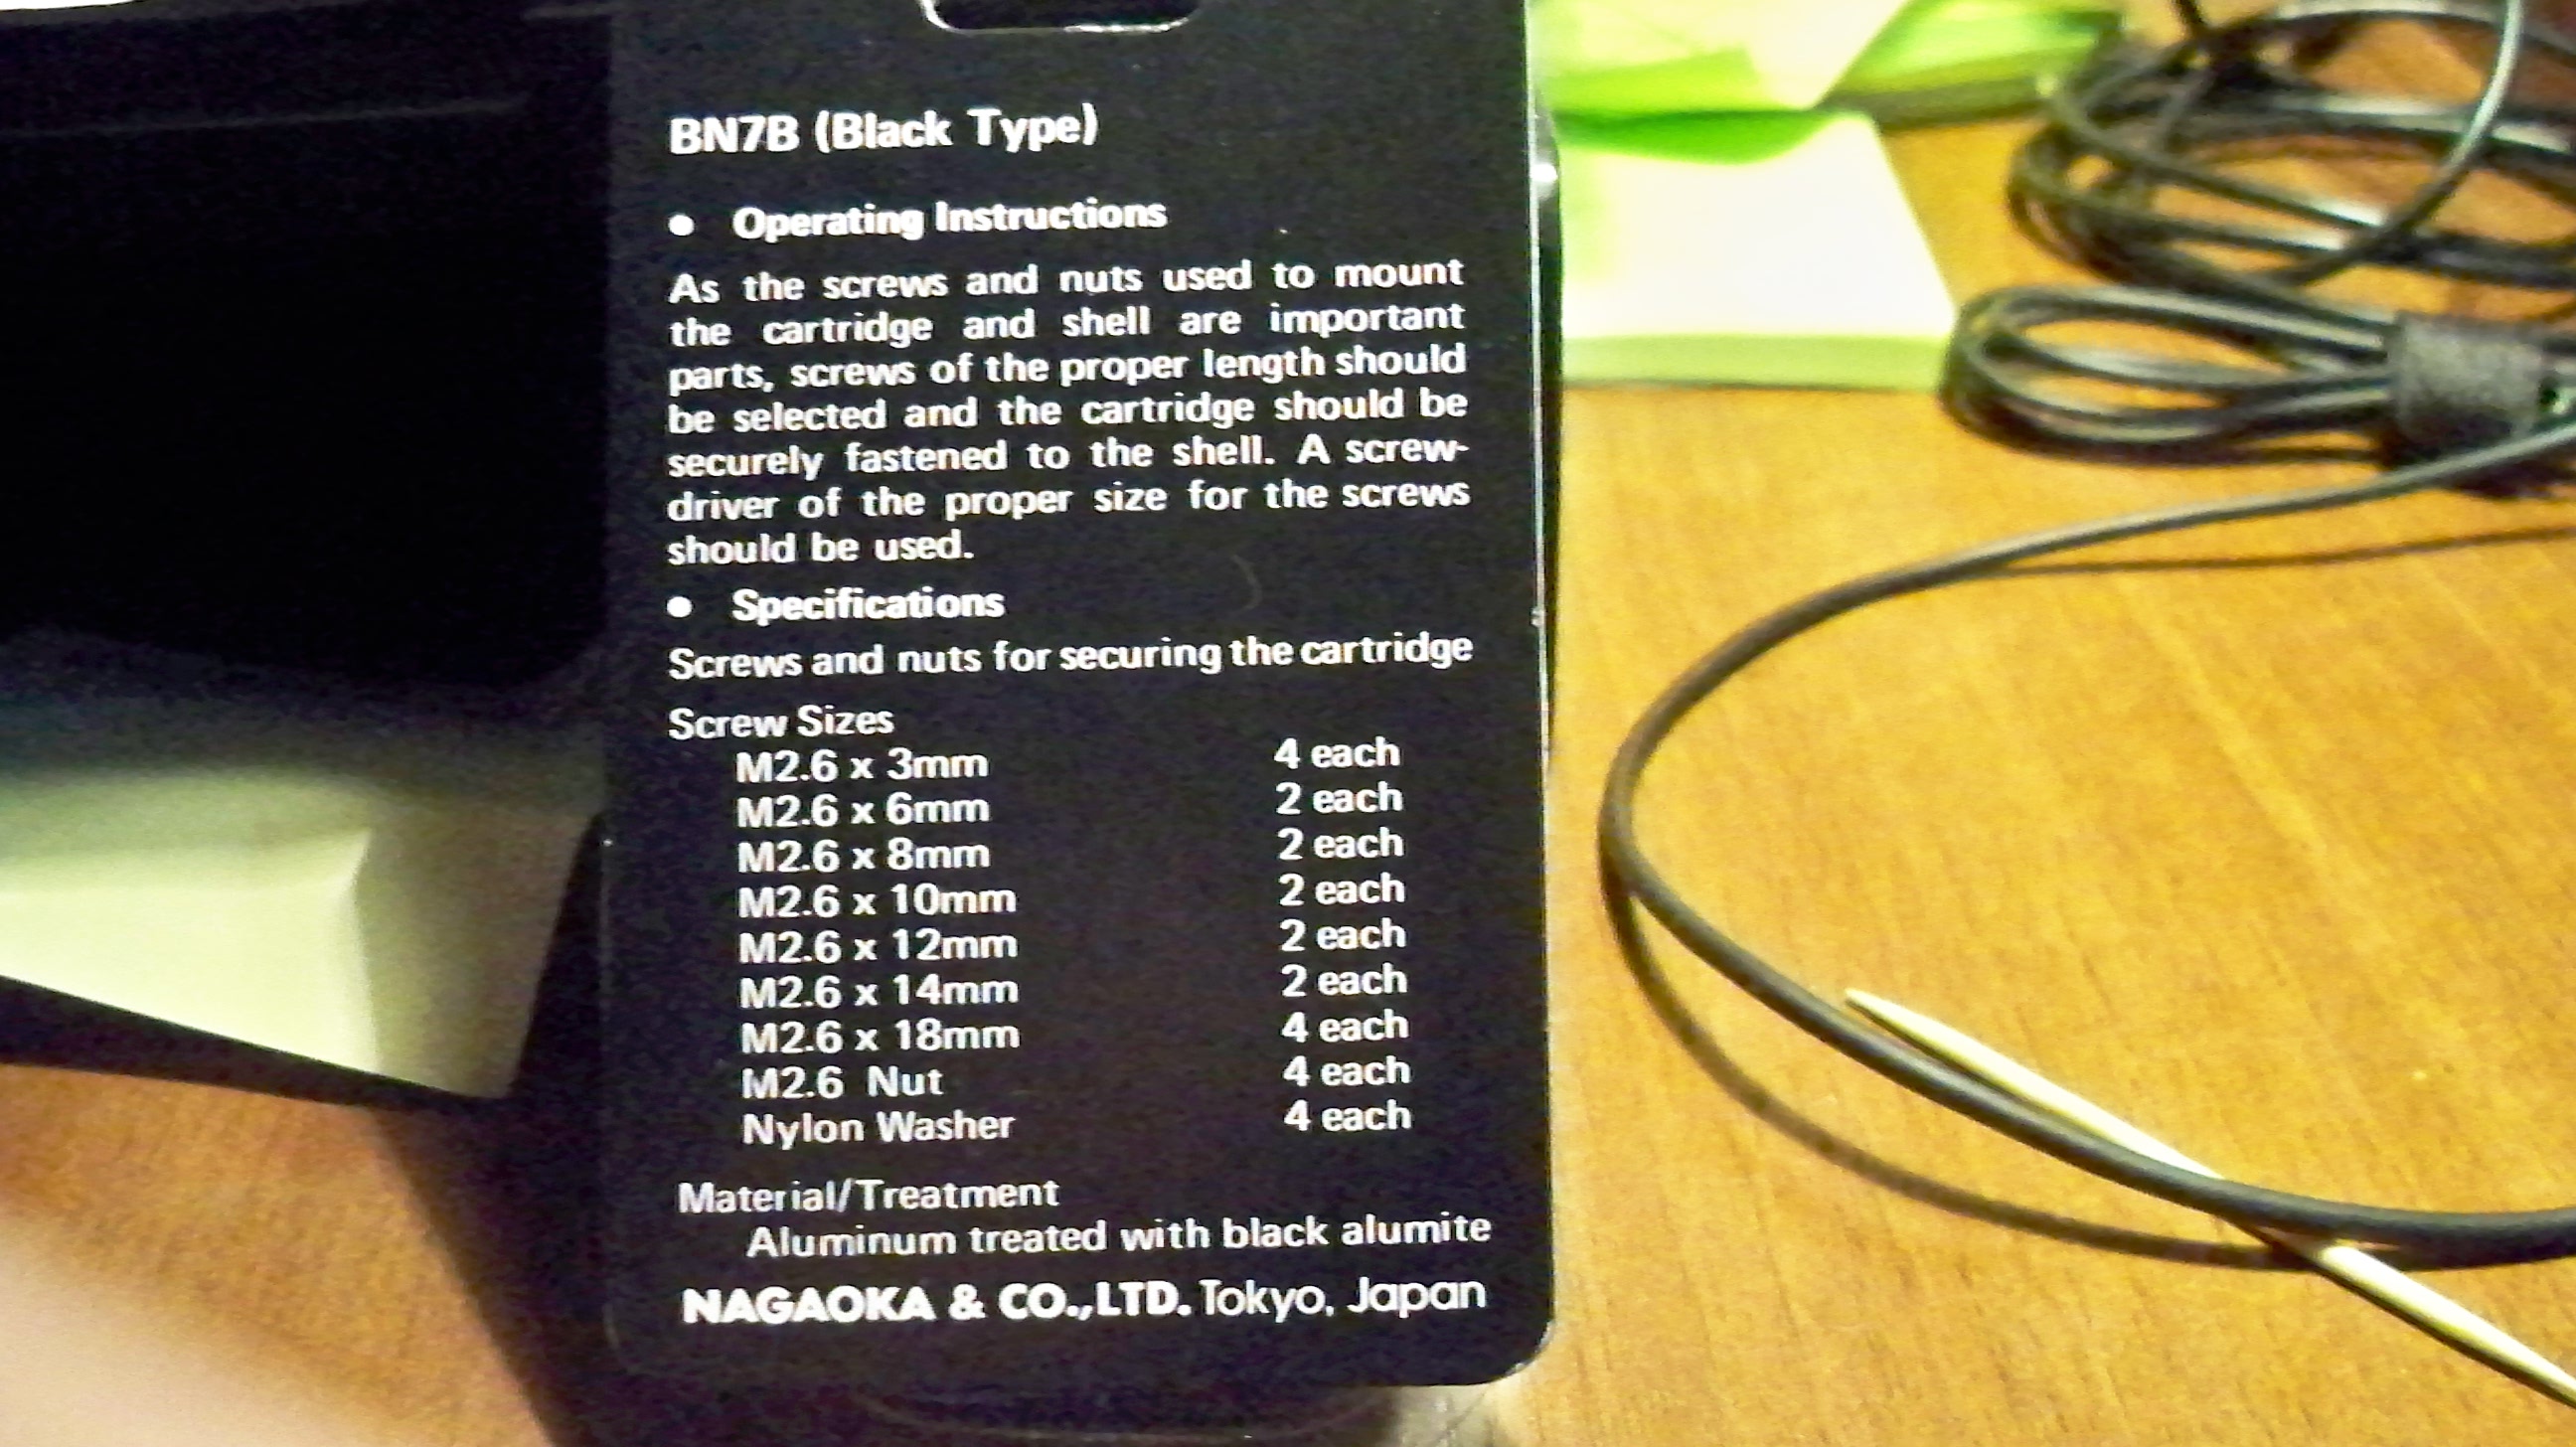 BN7B (Black Type)
• Operating Instructions
As the screws and nuts used to mount
the cartridge and shell are important
parts, screws of the proper length should
be selected and the cartridge should be
securely fastened to the shell. A screw-
driver of the proper size for the screws
should be used.
• Specifications
Screws and nuts for securing the cartridge
Screw Sizes
M2.6 x 3mm 4 each
M2.6 x 6mm 2 each
M2.6 x 8mm 2 each
M2.6 x 10mm 2 each
M2.6 x 12mm 2 each
M2.6 x 14mm 2 each
M2.6 x 18mm 4 each
M2.6 Nut 4 each
Nylon Washer 4 each
Material/Treatment
Aluminum treated with black alumite
NAGAOKA & CO.,LTD. Tokyo, Japan